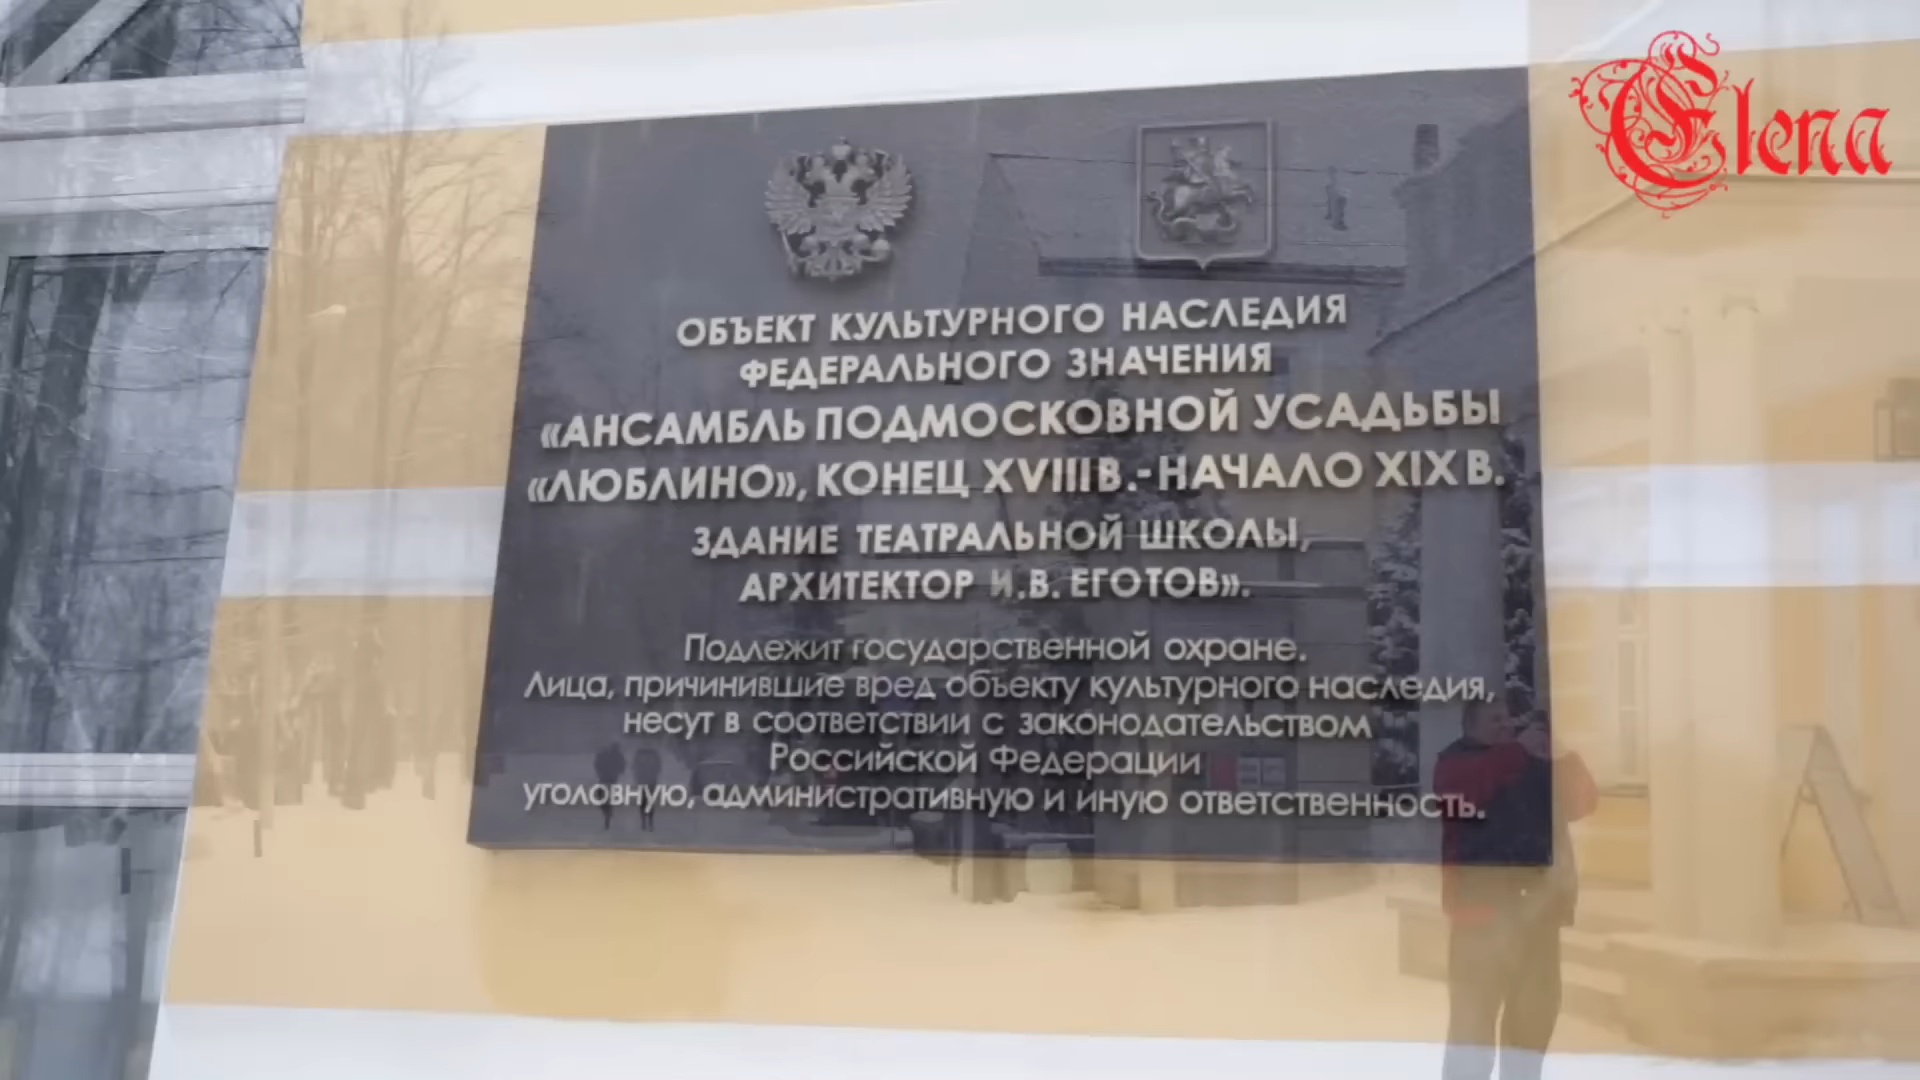 Elena
ОБЪЕКТ КУЛЬТУРНОГО НАСЛЕДИЯ
ФЕДЕРАЛЬНОГО ЗНАЧЕНИЯ
«АНСАМБЛЬ ПОДМОСКОВНОЙ УСАДЬБЫ
«ЛЮБЛИНО», КОНЕЦ XVIII В.-НАЧАЛО XIX В.
ЗДАНИЕ ТЕАТРАЛЬНОЙ ШКОЛЫ,
АРХИТЕКТОР И.В. ЕГОТОВ».
Подлежит государственной охране.
Лица, причинившие вред объекту культурного наследия,
несут в соответствии с законодательством
Российской Федерации
уголовную, административную и иную ответственность.